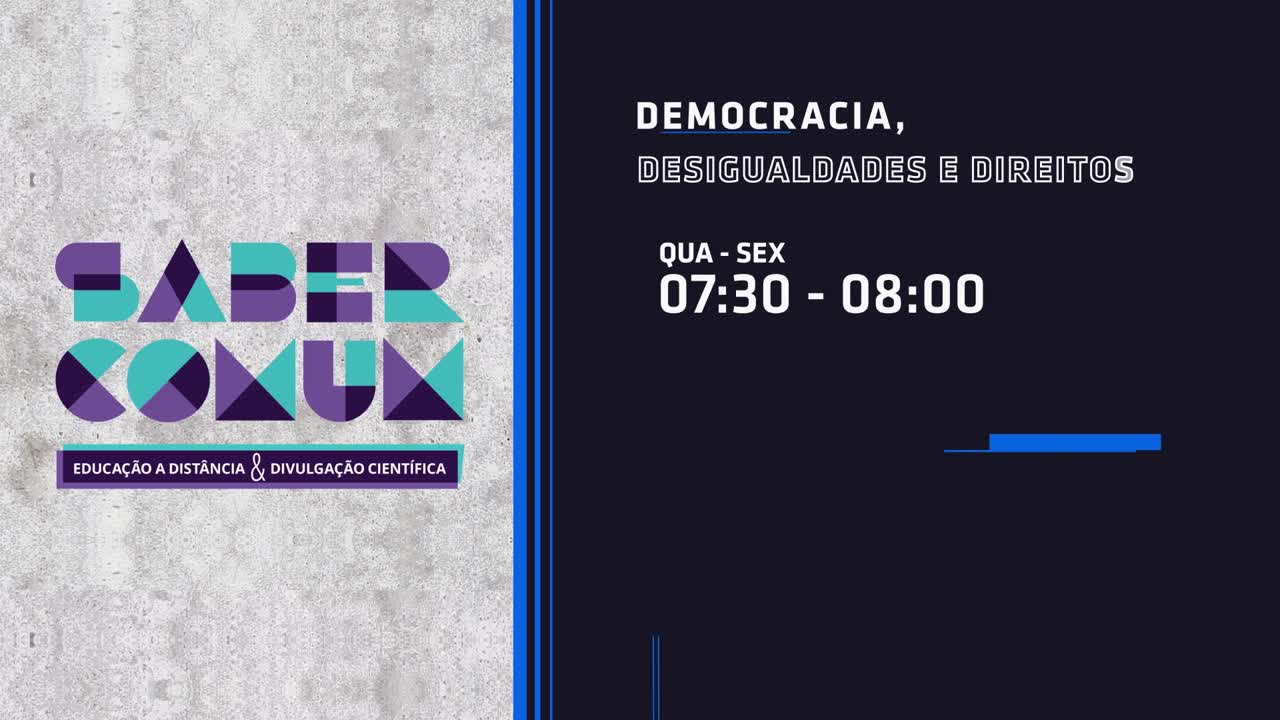 SABER
COMUM
EDUCAÇÃO A DISTÂNCIA & DIVULGAÇÃO CIENTÍFICA
DEMOCRACIA,
DESIGUALDADES E DIREITOS
QUA - SEX
07:30 - 08:00